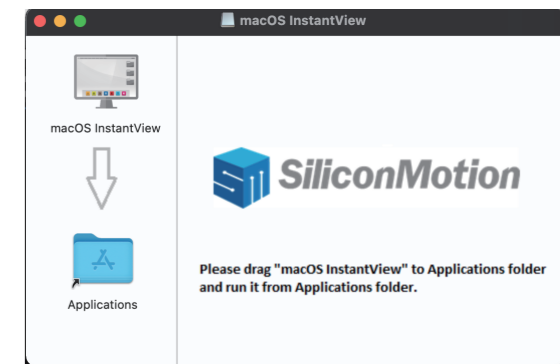 macOS InstantView
macOS InstantView
Applications
SiliconMotion
Please drag "macOS InstantView" to Applications folder
and run it from Applications folder.